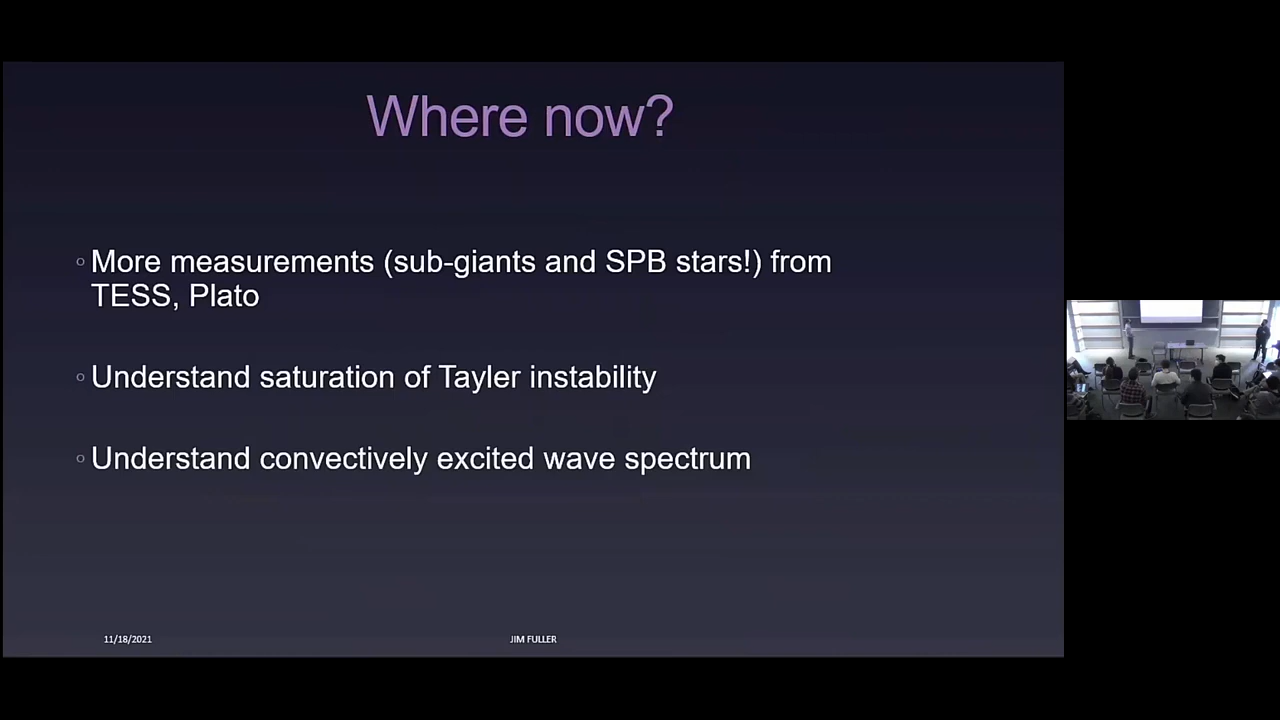 Where now?
○ More measurements (sub-giants and SPB stars!) from
TESS, Plato
○ Understand saturation of Tayler instability
○ Understand convectively excited wave spectrum
11/18/2021
JIM FULLER